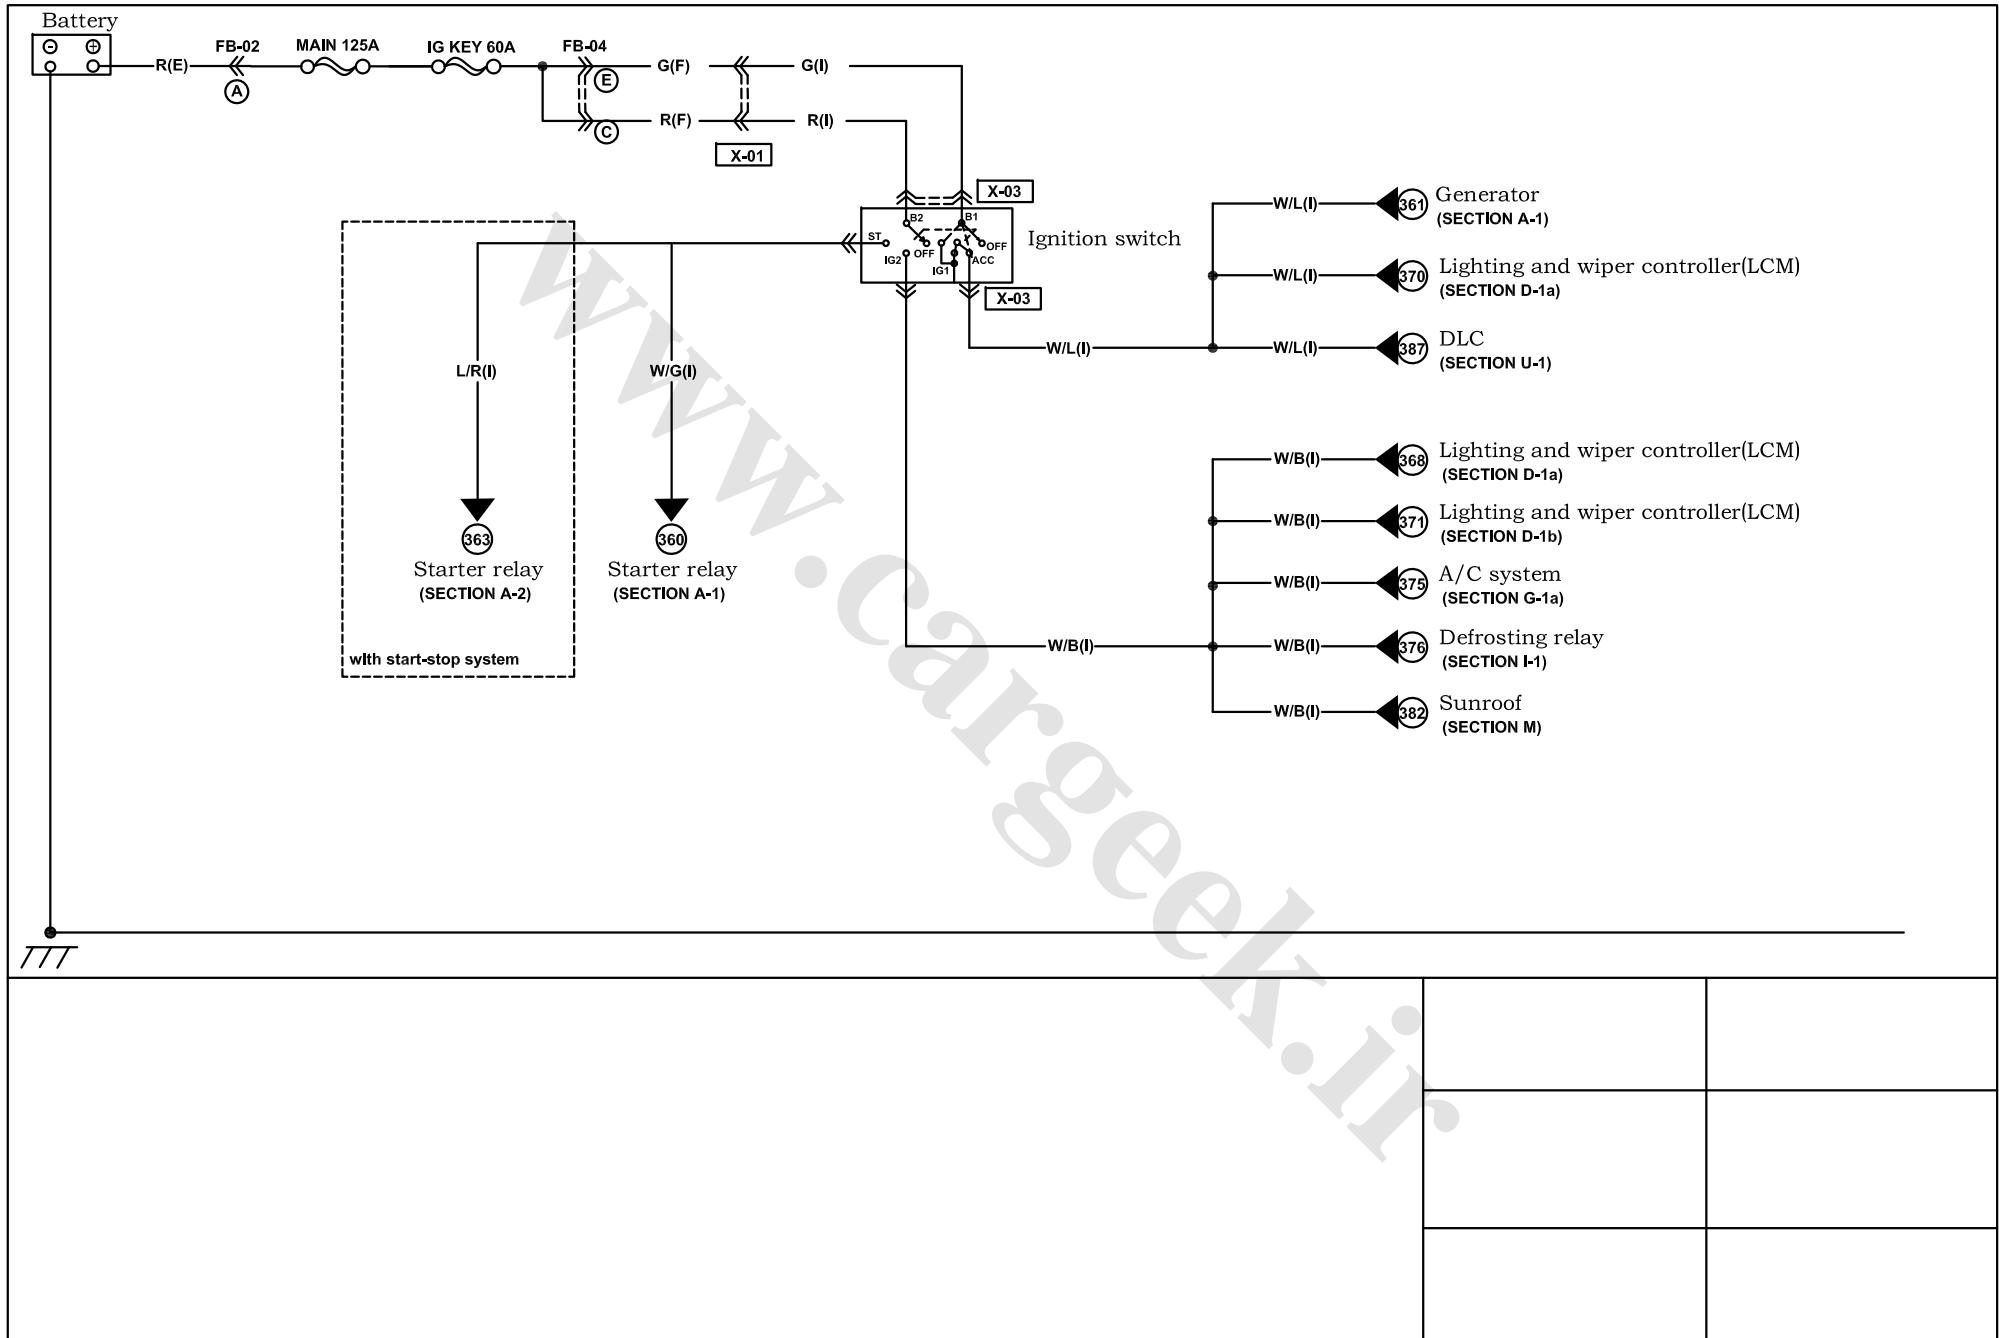 Battery
FB-02
MAIN 125A
IG KEY 60A
FB-04
R(E)
A
E
G(F)
G(I)
C
R(F)
R(I)
X-01
X-03
B2
B1
ST
OFF
OFF
IG2
IG1
ACC
Ignition switch
X-03
W/L(I)
W/L(I)
361
Generator
(SECTION A-1)
W/L(I)
370
Lighting and wiper controller(LCM)
(SECTION D-1a)
W/L(I)
387
DLC
(SECTION U-1)
L/R(I)
W/G(I)
363
Starter relay
(SECTION A-2)
360
Starter relay
(SECTION A-1)
with start-stop system
W/B(I)
W/B(I)
368
Lighting and wiper controller(LCM)
(SECTION D-1a)
W/B(I)
371
Lighting and wiper controller(LCM)
(SECTION D-1b)
W/B(I)
375
A/C system
(SECTION G-1a)
W/B(I)
376
Defrosting relay
(SECTION I-1)
W/B(I)
382
Sunroof
(SECTION M)
www.cargeek.ir